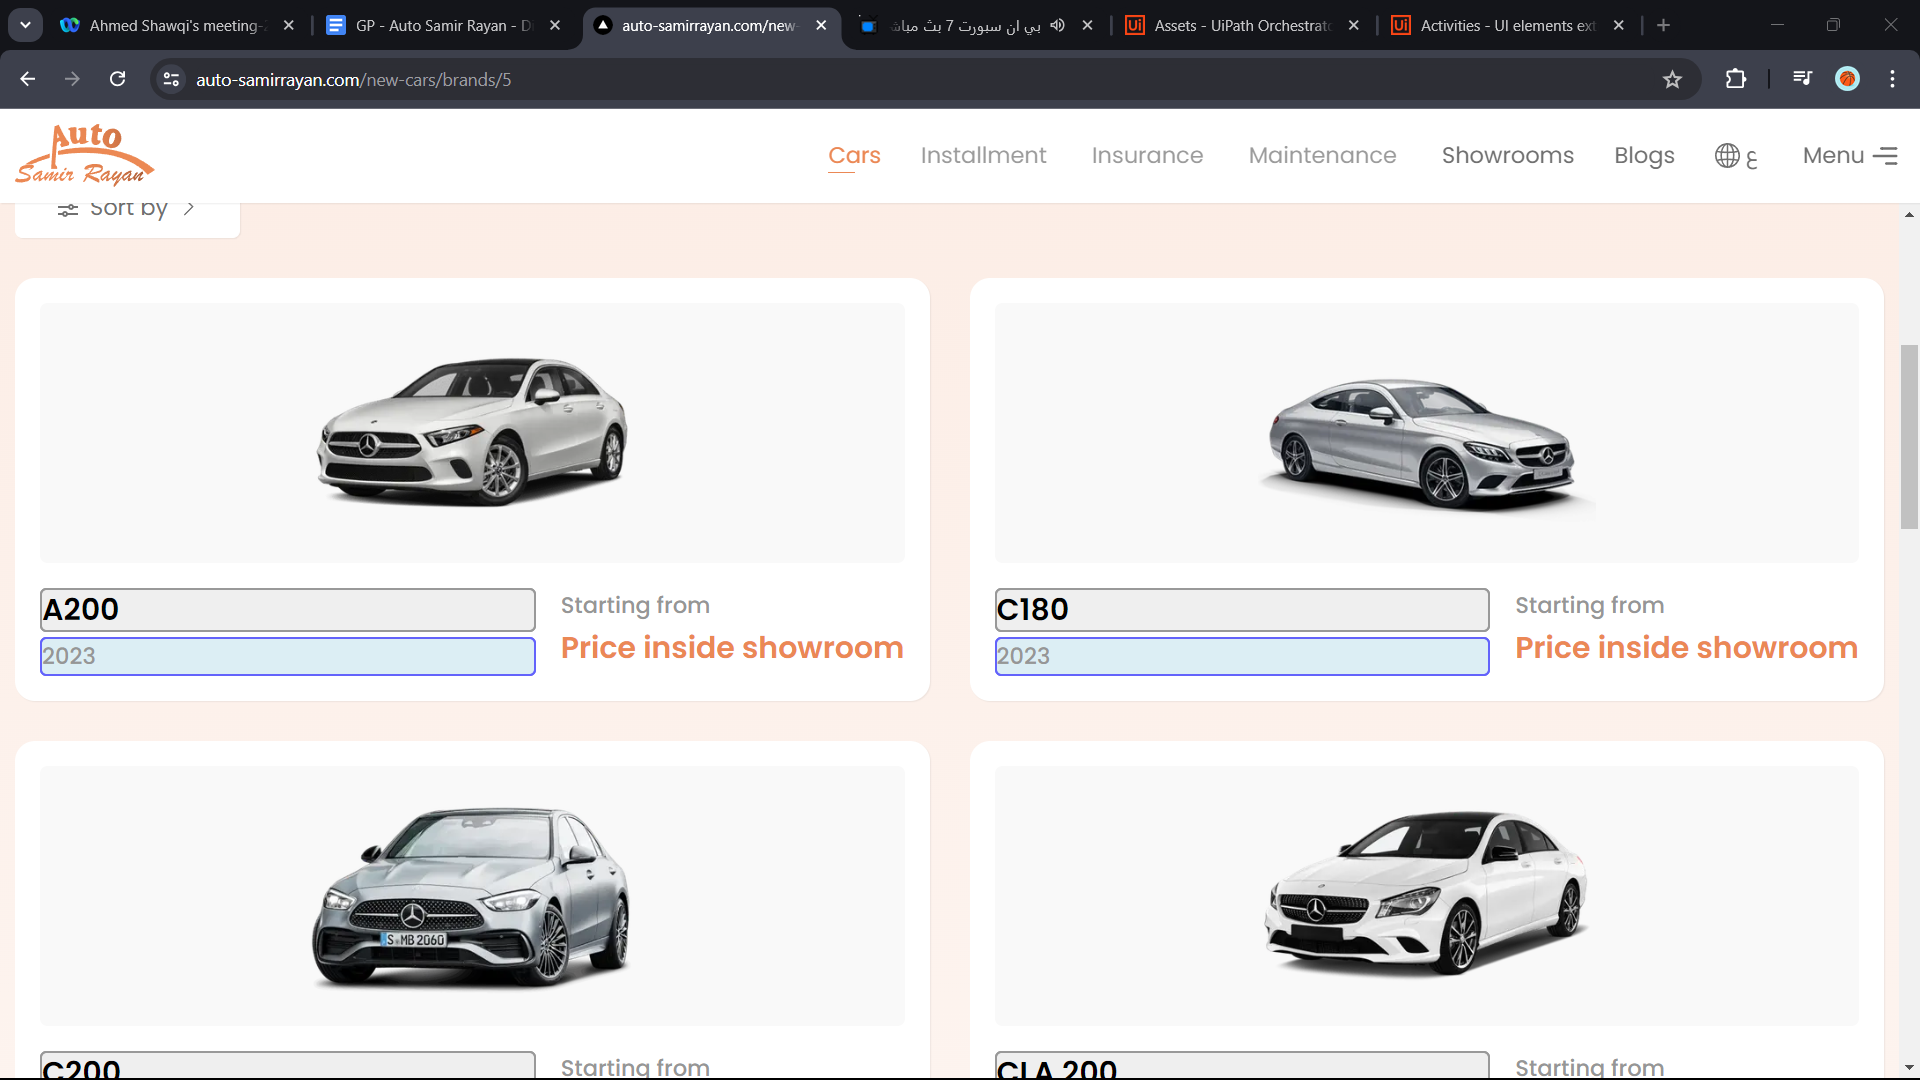 Ahmed Shawqi's meeting-
GP - Auto Samir Rayan - D
auto-samirrayan.com/new-
بي ان سبورت 7 بث مباش
Assets - UiPath Orchestrato
Activities - UI elements ext
auto-samirrayan.com/new-cars/brands/5
Auto
Samir Rayan
Cars
Installment
Insurance
Maintenance
Showrooms
Blogs
ع
Menu
Sort by
A200
Starting from
2023
Price inside showroom
C180
Starting from
2023
Price inside showroom
S MB 2060
C200
Starting from
CLA 200
Starting from